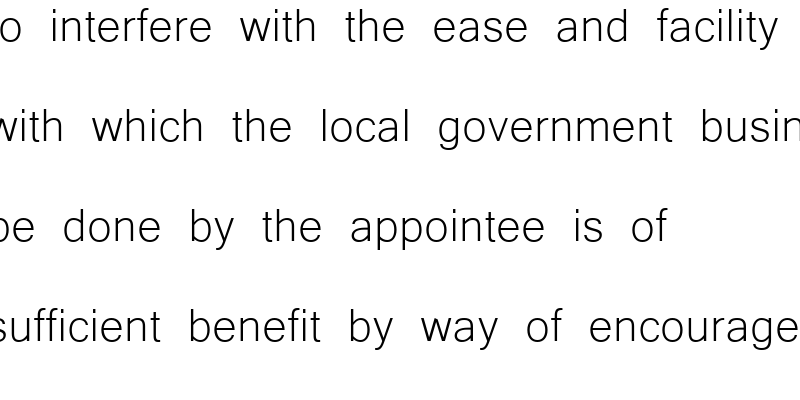 o interfere with the ease and facility
with which the local government busin
be done by the appointee is of
sufficient benefit by way of encourage